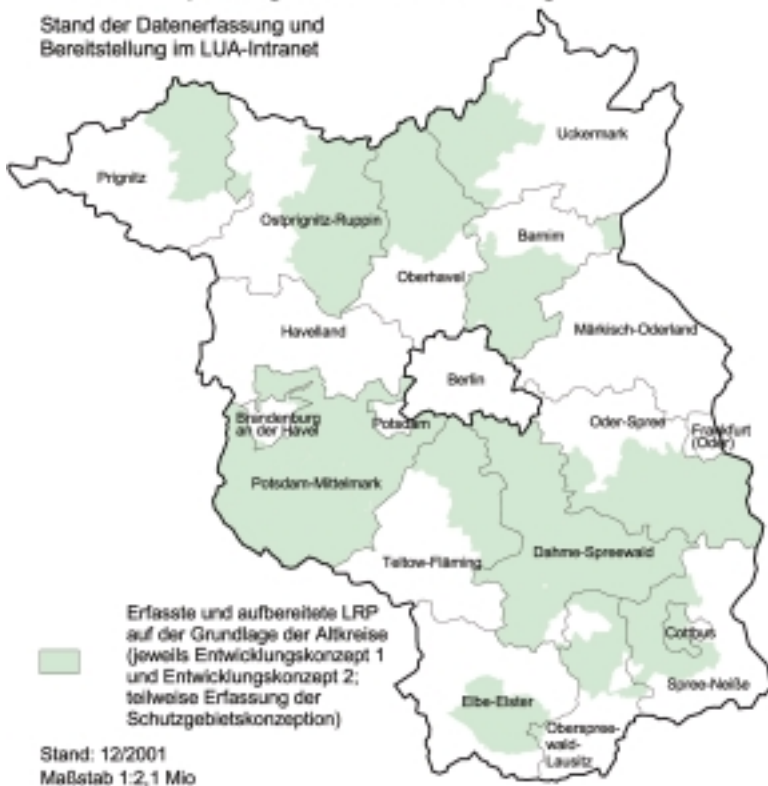 Stand der Datenerfassung und
Bereitstellung im LUA-Intranet
Uckermark
Prignitz
Ostprignitz-Ruppin
Barnim
Oberhavel
Havelland
Märkisch-Oderland
Berlin
Brandenburg
an der Havel
Potsdam
Oder-Spree
Frankfurt
(Oder)
Potsdam-Mittelmark
Teltow-Fläming
Dahme-Spreewald
Cottbus
Spree-Neiße
Elbe-Elster
Oberspree-
wald-
Lausitz
Erfasste und aufbereitete LRP
auf der Grundlage der Altkreise
(jeweils Entwicklungskonzept 1
und Entwicklungskonzept 2;
teilweise Erfassung der
Schutzgebietskonzeption)
Stand: 12/2001
Maßstab 1:2,1 Mio